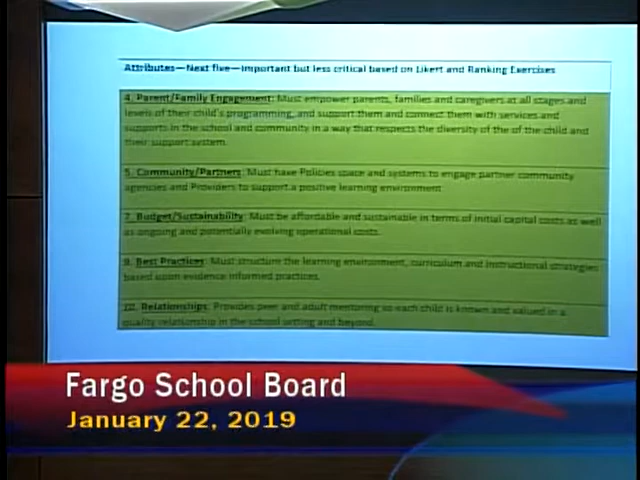 Attributes—Next five—Important but less critical based on Likert and Ranking Exercises
4. Parent/Family Engagement: Must empower parents, families and caregivers at all stages and
levels of their child's programming, and support them and connect them with services and
supports in the school and community in a way that respects the diversity of the of the child and
their support system.
5. Community/Partners: Must have Policies space and systems to engage partner community
agencies and Providers to support a positive learning environment
7. Budget/Sustainability: Must be affordable and sustainable in terms of initial capital costs as well
as ongoing and potentially evolving operational costs.
9. Best Practices: Must structure the learning environment, curriculum and instructional strategies
based upon evidence informed practices.
10. Relationships: Provides peer and adult mentoring so each child is known and valued in a
quality relationship in the school setting and beyond.
Fargo School Board
January 22, 2019